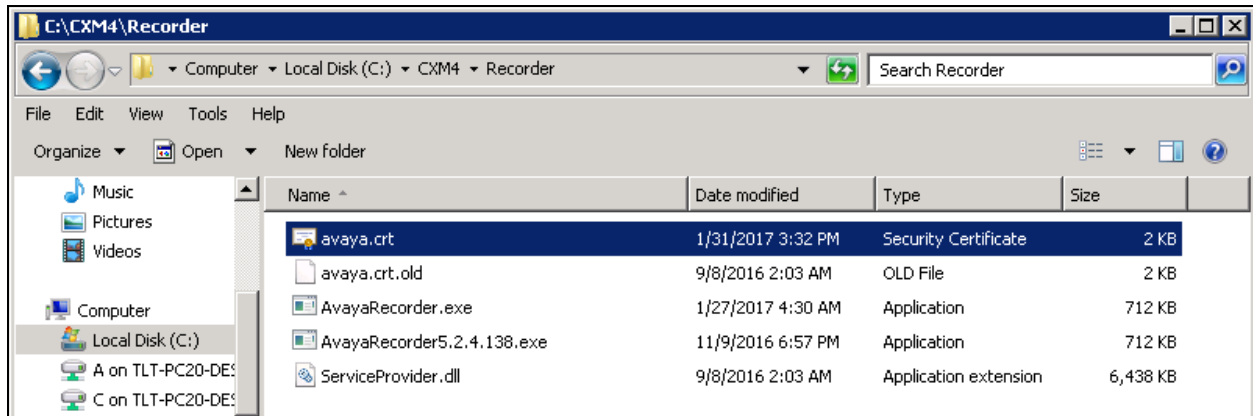 C:\CXM4\Recorder
Computer Local Disk (C:) CXM4 Recorder Search Recorder
File Edit View Tools Help
Organize Open New folder
Music
Pictures
Videos
Computer
Local Disk (C:)
A on TLT-PC20-DES
C on TLT-PC20-DES
Name Date modified Type Size
avaya.crt 1/31/2017 3:32 PM Security Certificate 2 KB
avaya.crt.old 9/8/2016 2:03 AM OLD File 2 KB
AvayaRecorder.exe 1/27/2017 4:30 AM Application 712 KB
AvayaRecorder5.2.4.138.exe 11/9/2016 6:57 PM Application 712 KB
ServiceProvider.dll 9/8/2016 2:03 AM Application extension 6,438 KB